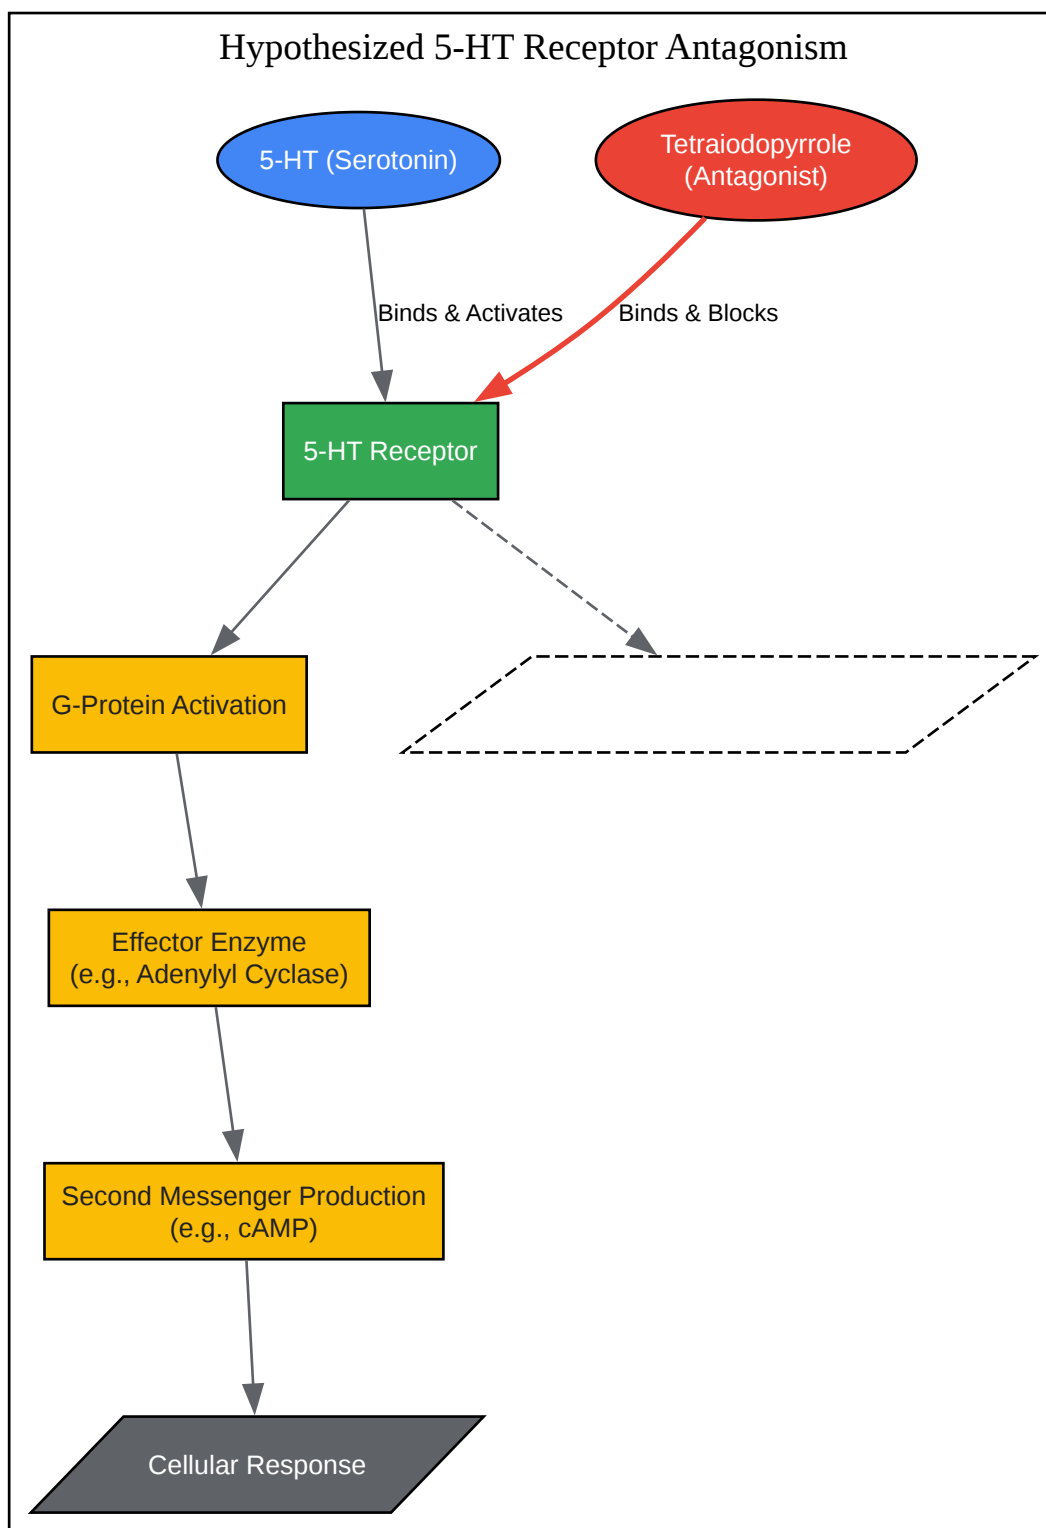 Hypothesized 5-HT Receptor Antagonism
5-HT (Serotonin)
Tetraiodopyrrole
(Antagonist)
Binds & Activates
Binds & Blocks
5-HT Receptor
G-Protein Activation
Effector Enzyme
(e.g., Adenylyl Cyclase)
Second Messenger Production
(e.g., cAMP)
Cellular Response